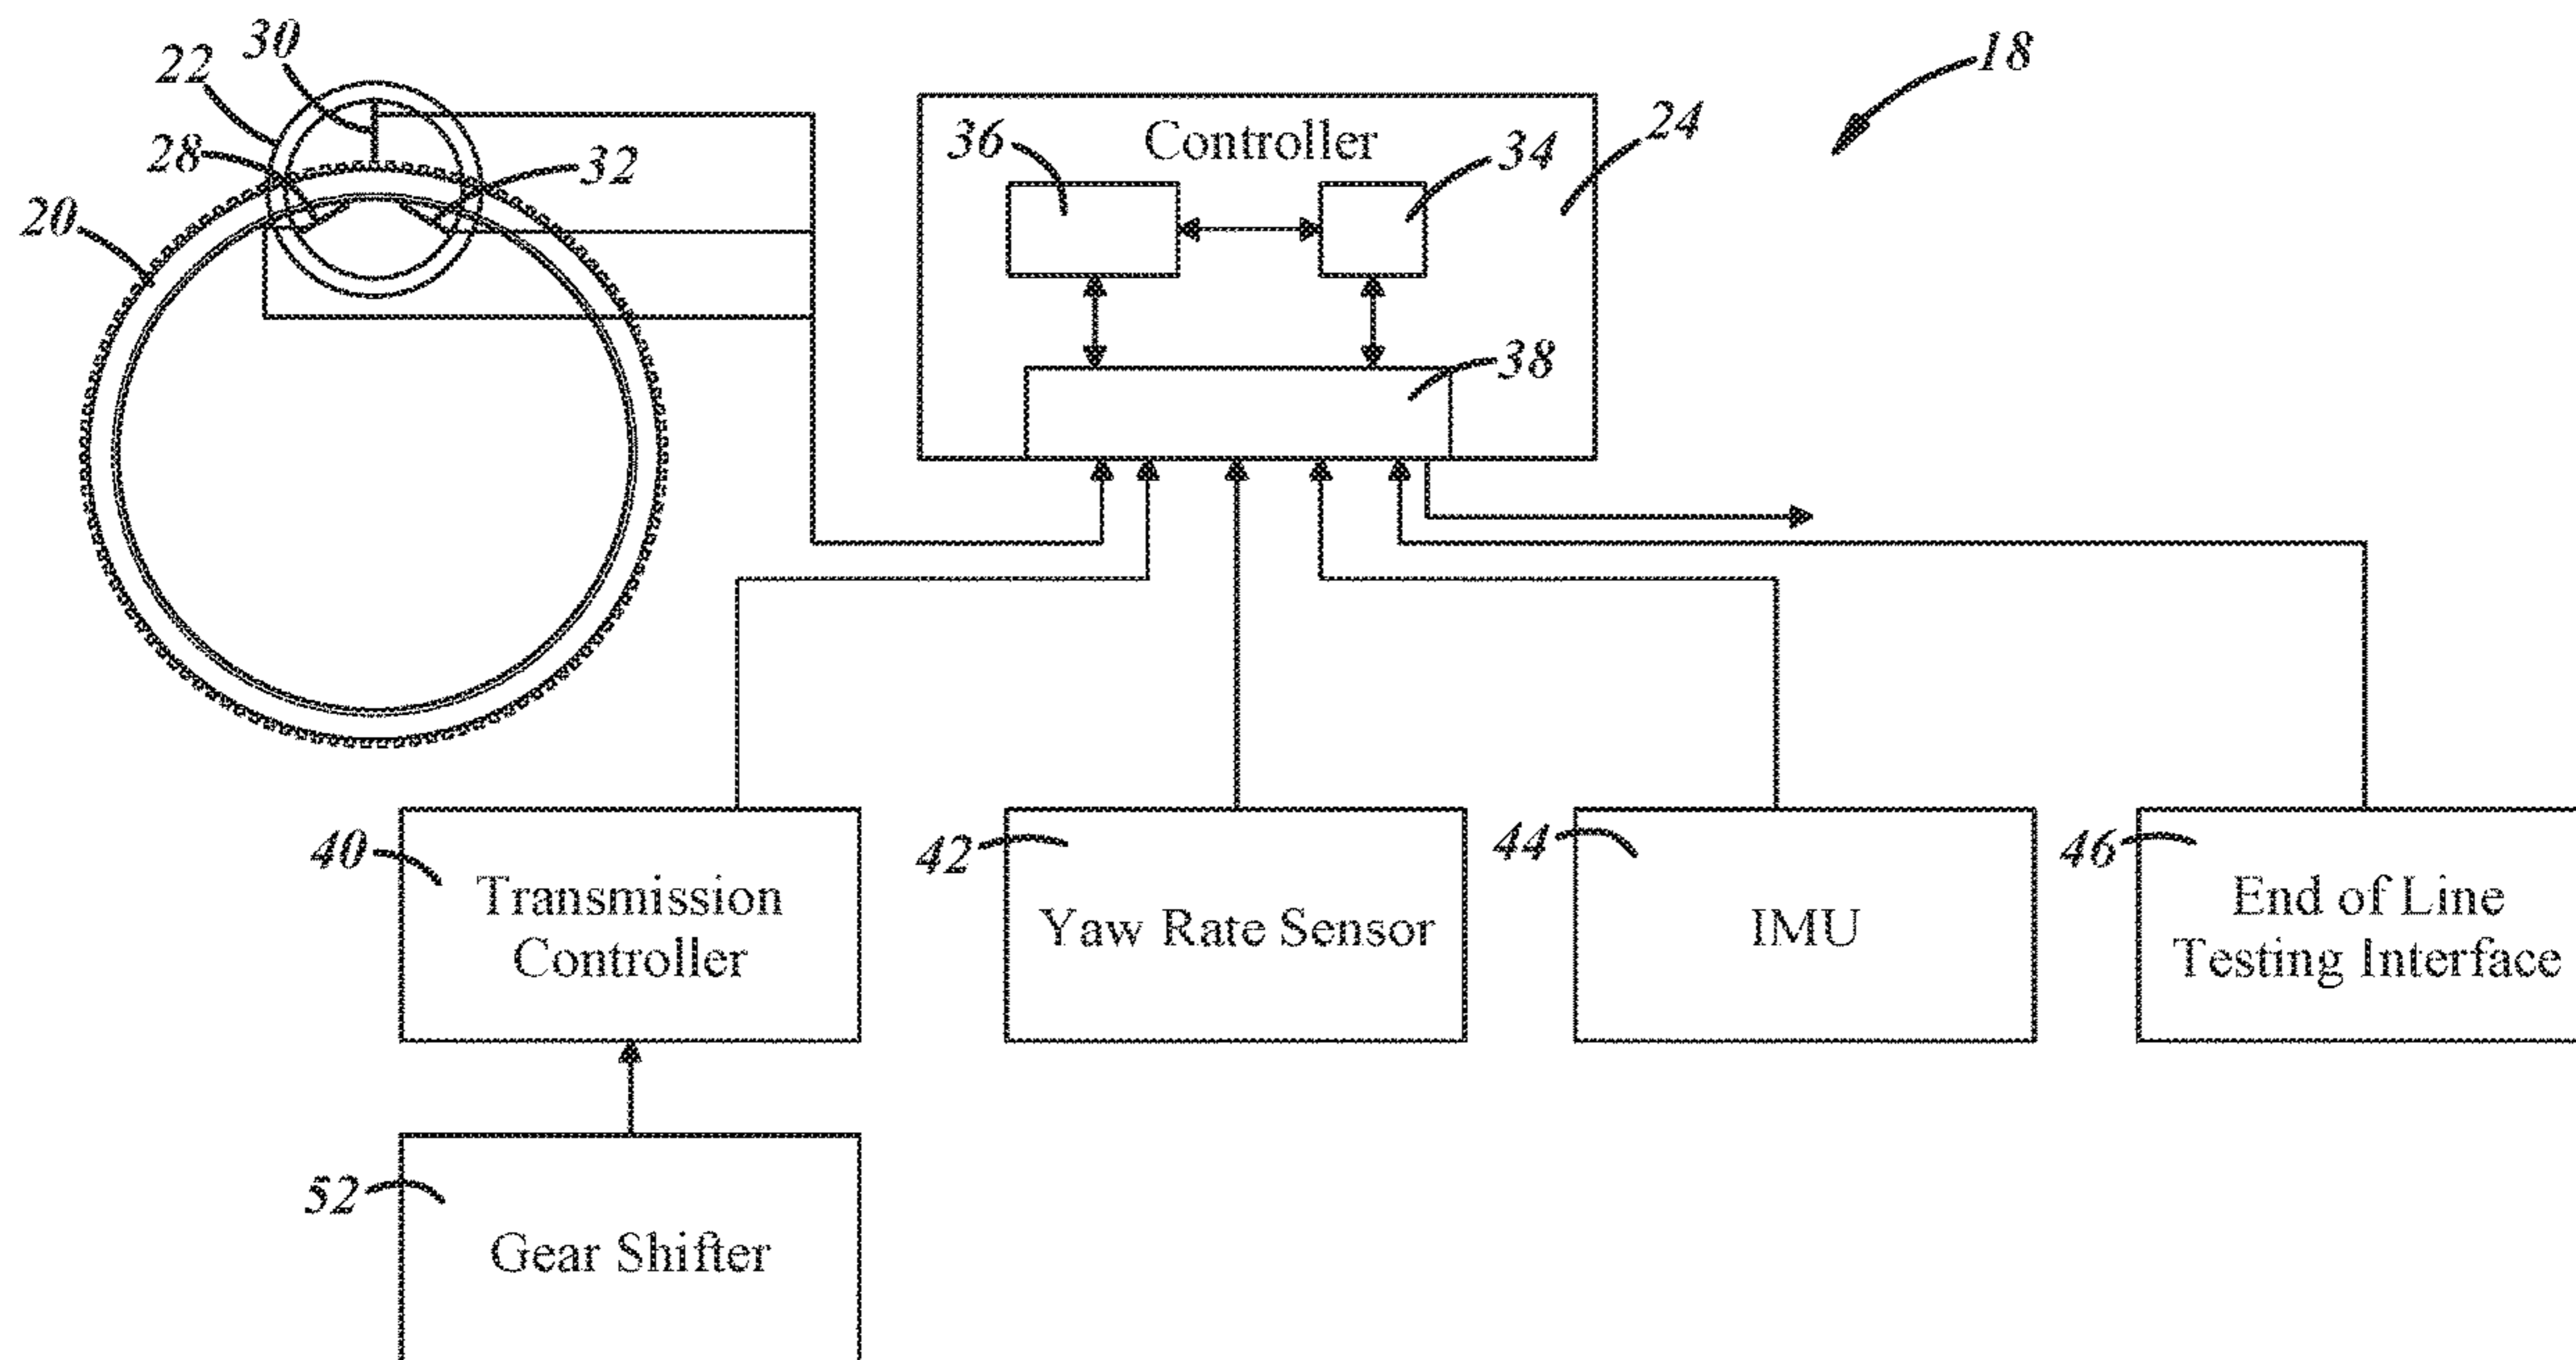 30
18
22
24
36
Controller
34
28
32
20
38
40
Transmission
Controller
42
Yaw Rate Sensor
44
IMU
46
End of Line
Testing Interface
52
Gear Shifter